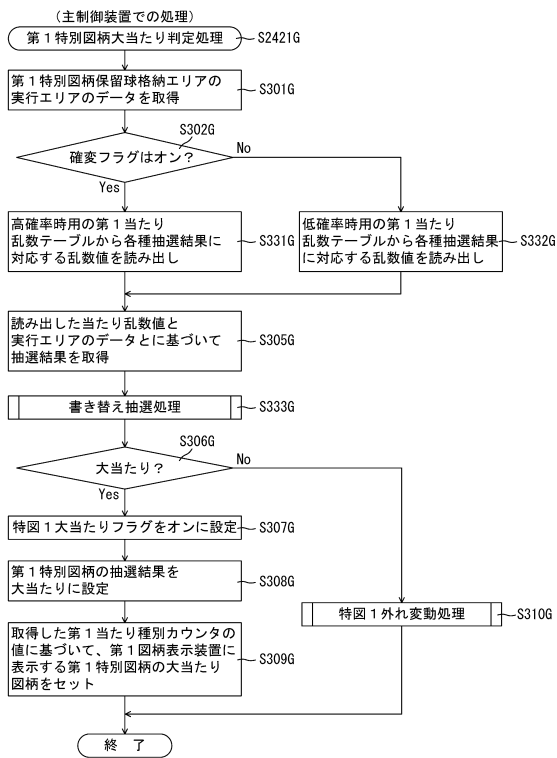 （主制御装置での処理）
第１特別図柄大当たり判定処理
S2421G
第１特別図柄保留球格納エリアの
実行エリアのデータを取得
S301G
S302G
確変フラグはオン？
No
Yes
高確率時用の第１当たり
乱数テーブルから各種抽選結果に
対応する乱数値を読み出し
S331G
低確率時用の第１当たり
乱数テーブルから各種抽選結果
に対応する乱数値を読み出し
S332G
読み出した当たり乱数値と
実行エリアのデータとに基づいて
抽選結果を取得
S305G
書き替え抽選処理
S333G
S306G
大当たり？
No
Yes
特図１大当たりフラグをオンに設定
S307G
第１特別図柄の抽選結果を
大当たりに設定
S308G
特図１外れ変動処理
S310G
取得した第１当たり種別カウンタの
値に基づいて、第１図柄表示装置に
表示する第１特別図柄の大当たり
図柄をセット
S309G
終　了